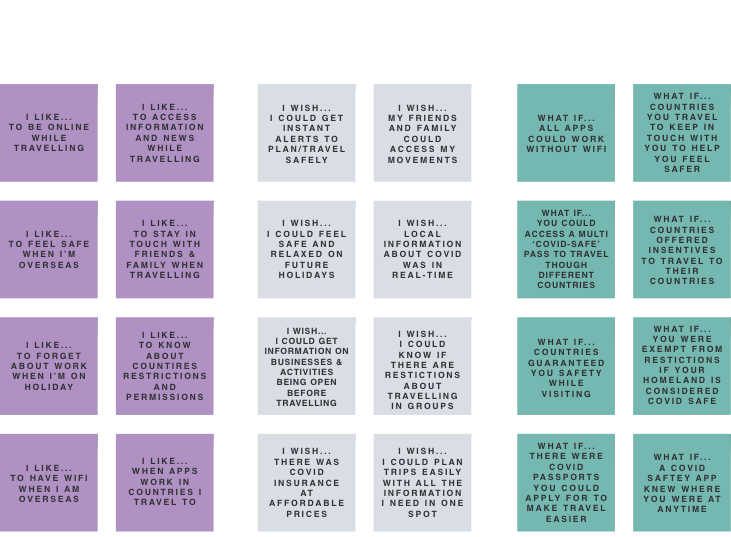 I LIKE...
TO BE ONLINE
WHILE
TRAVELLING
I LIKE...
TO ACCESS
INFORMATION
AND NEWS
WHILE
TRAVELLING
I WISH...
I COULD GET
INSTANT
ALERTS TO
PLAN/TRAVEL
SAFELY
I WISH...
MY FRIENDS
AND FAMILY
COULD
ACCESS MY
MOVEMENTS
WHAT IF...
ALL APPS
COULD WORK
WITHOUT WIFI
WHAT IF...
COUNTRIES
YOU TRAVEL
TO KEEP IN
TOUCH WITH
YOU TO HELP
YOU FEEL
SAFER
I LIKE...
TO FEEL SAFE
WHEN I'M
OVERSEAS
I LIKE...
TO STAY IN
TOUCH WITH
FRIENDS &
FAMILY WHEN
TRAVELLING
I WISH...
I COULD FEEL
SAFE AND
RELAXED ON
FUTURE
HOLIDAYS
I WISH...
LOCAL
INFORMATION
ABOUT COVID
WAS IN
REAL-TIME
WHAT IF...
YOU COULD
ACCESS A MULTI
'COVID-SAFE'
PASS TO TRAVEL
THOUGH
DIFFERENT
COUNTRIES
WHAT IF...
COUNTRIES
OFFERED
INSENTIVES
TO TRAVEL TO
THEIR
COUNTRIES
I LIKE...
TO FORGET
ABOUT WORK
WHEN I'M ON
HOLIDAY
I LIKE...
TO KNOW
ABOUT
COUNTIRES
RESTRICTIONS
AND
PERMISSIONS
I WISH...
I COULD GET
INFORMATION ON
BUSINESSES &
ACTIVITIES
BEING OPEN
BEFORE
TRAVELLING
I WISH...
I COULD
KNOW IF
THERE ARE
RESTICTIONS
ABOUT
TRAVELLING
IN GROUPS
WHAT IF...
COUNTRIES
GUARANTEED
YOU SAFETY
WHILE
VISITING
WHAT IF...
YOU WERE
EXEMPT FROM
RESTICTIONS
IF YOUR
HOMELAND IS
CONSIDERED
COVID SAFE
I LIKE...
TO HAVE WIFI
WHEN I AM
OVERSEAS
I LIKE...
WHEN APPS
WORK IN
COUNTRIES I
TRAVEL TO
I WISH...
THERE WAS
COVID
INSURANCE
AT
AFFORDABLE
PRICES
I WISH...
I COULD PLAN
TRIPS EASILY
WITH ALL THE
INFORMATION
I NEED IN ONE
SPOT
WHAT IF...
THERE WERE
COVID
PASSPORTS
YOU COULD
APPLY FOR TO
MAKE TRAVEL
EASIER
WHAT IF...
A COVID
SAFTEY APP
KNEW WHERE
YOU WERE AT
ANYTIME